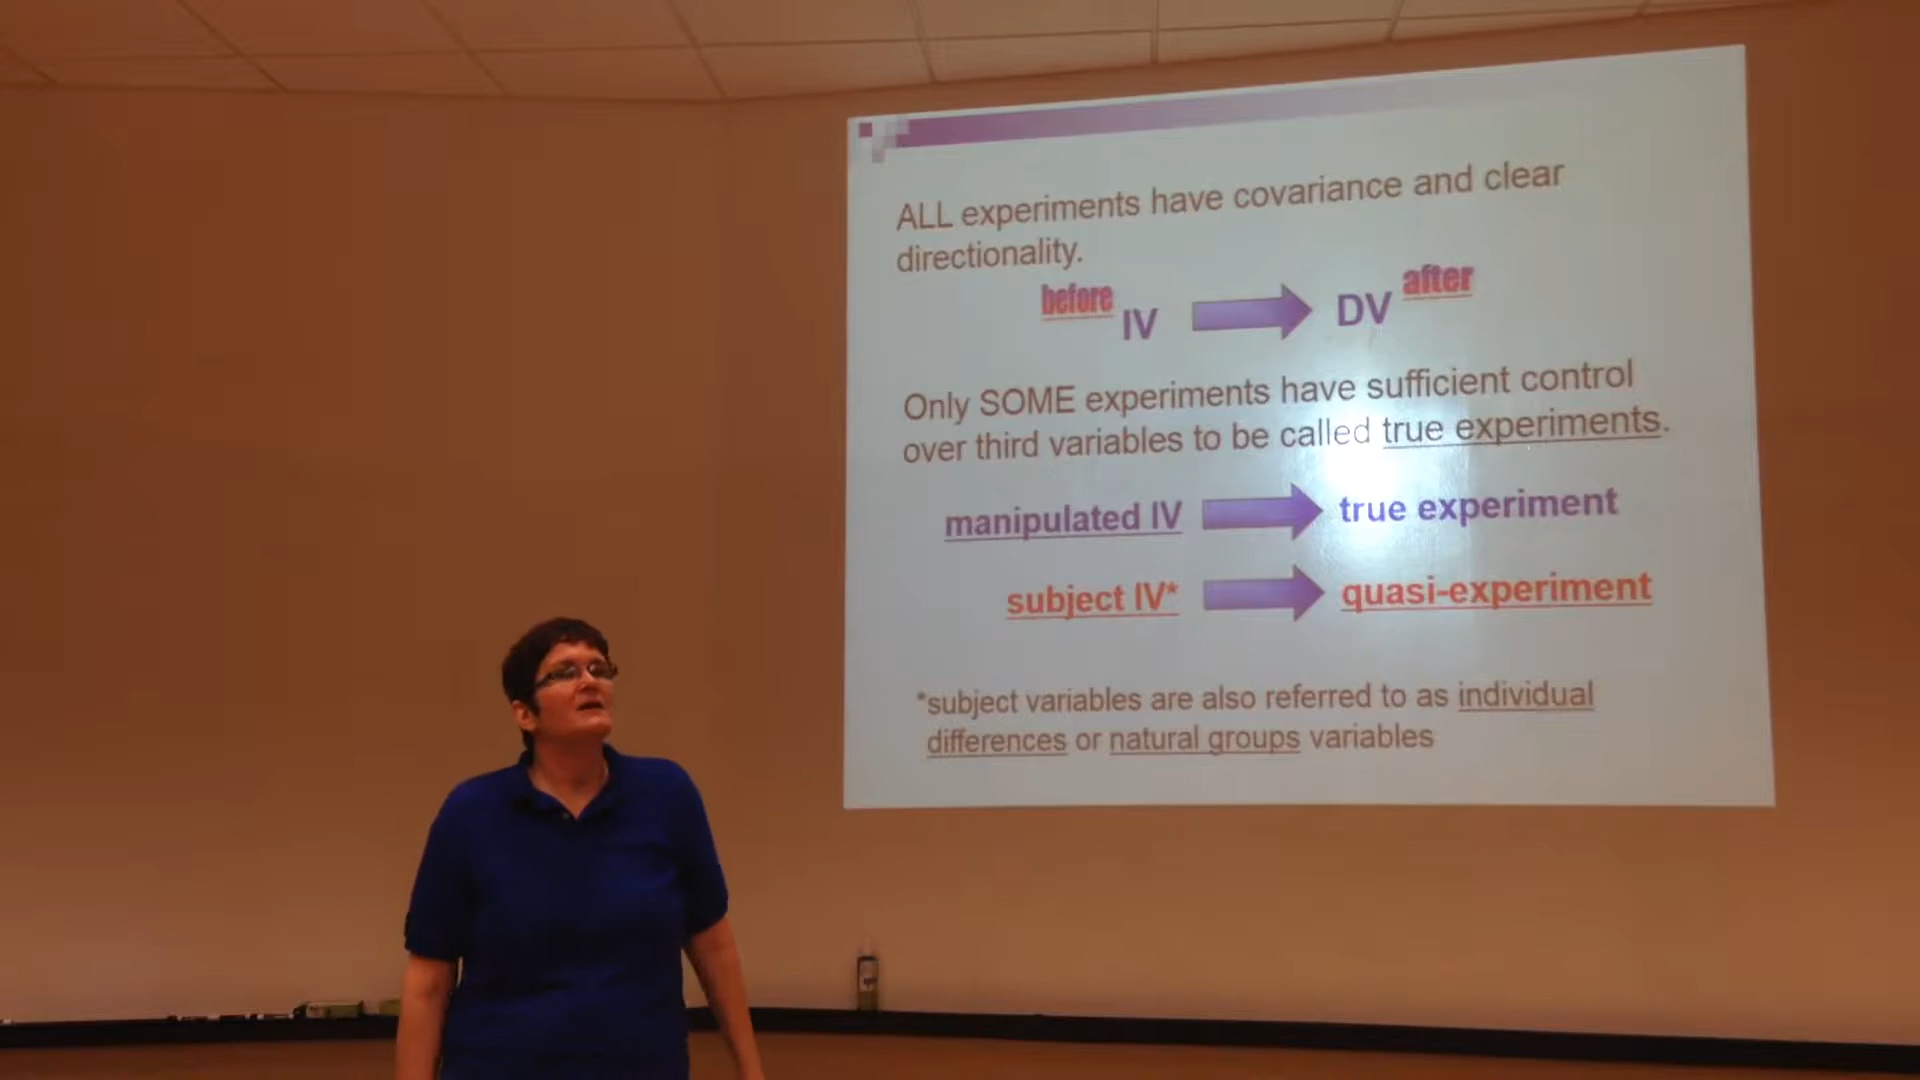 ALL experiments have covariance and clear
directionality.
before IV DV after
Only SOME experiments have sufficient control
over third variables to be called true experiments.
manipulated IV true experiment
subject IV* quasi-experiment
*subject variables are also referred to as individual
differences or natural groups variables